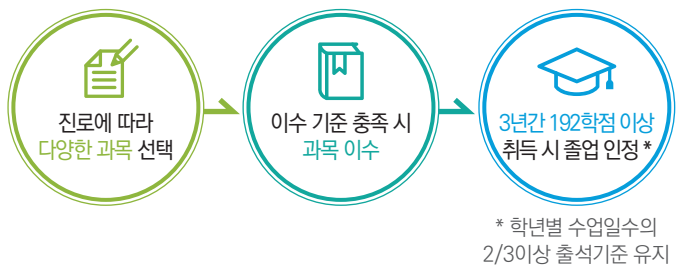 진로에 따라
다양한 과목 선택
이수 기준 충족 시
과목 이수
3년간 192학점 이상
취득 시 졸업 인정 *
* 학년별 수업일수의
2/3이상 출석기준 유지